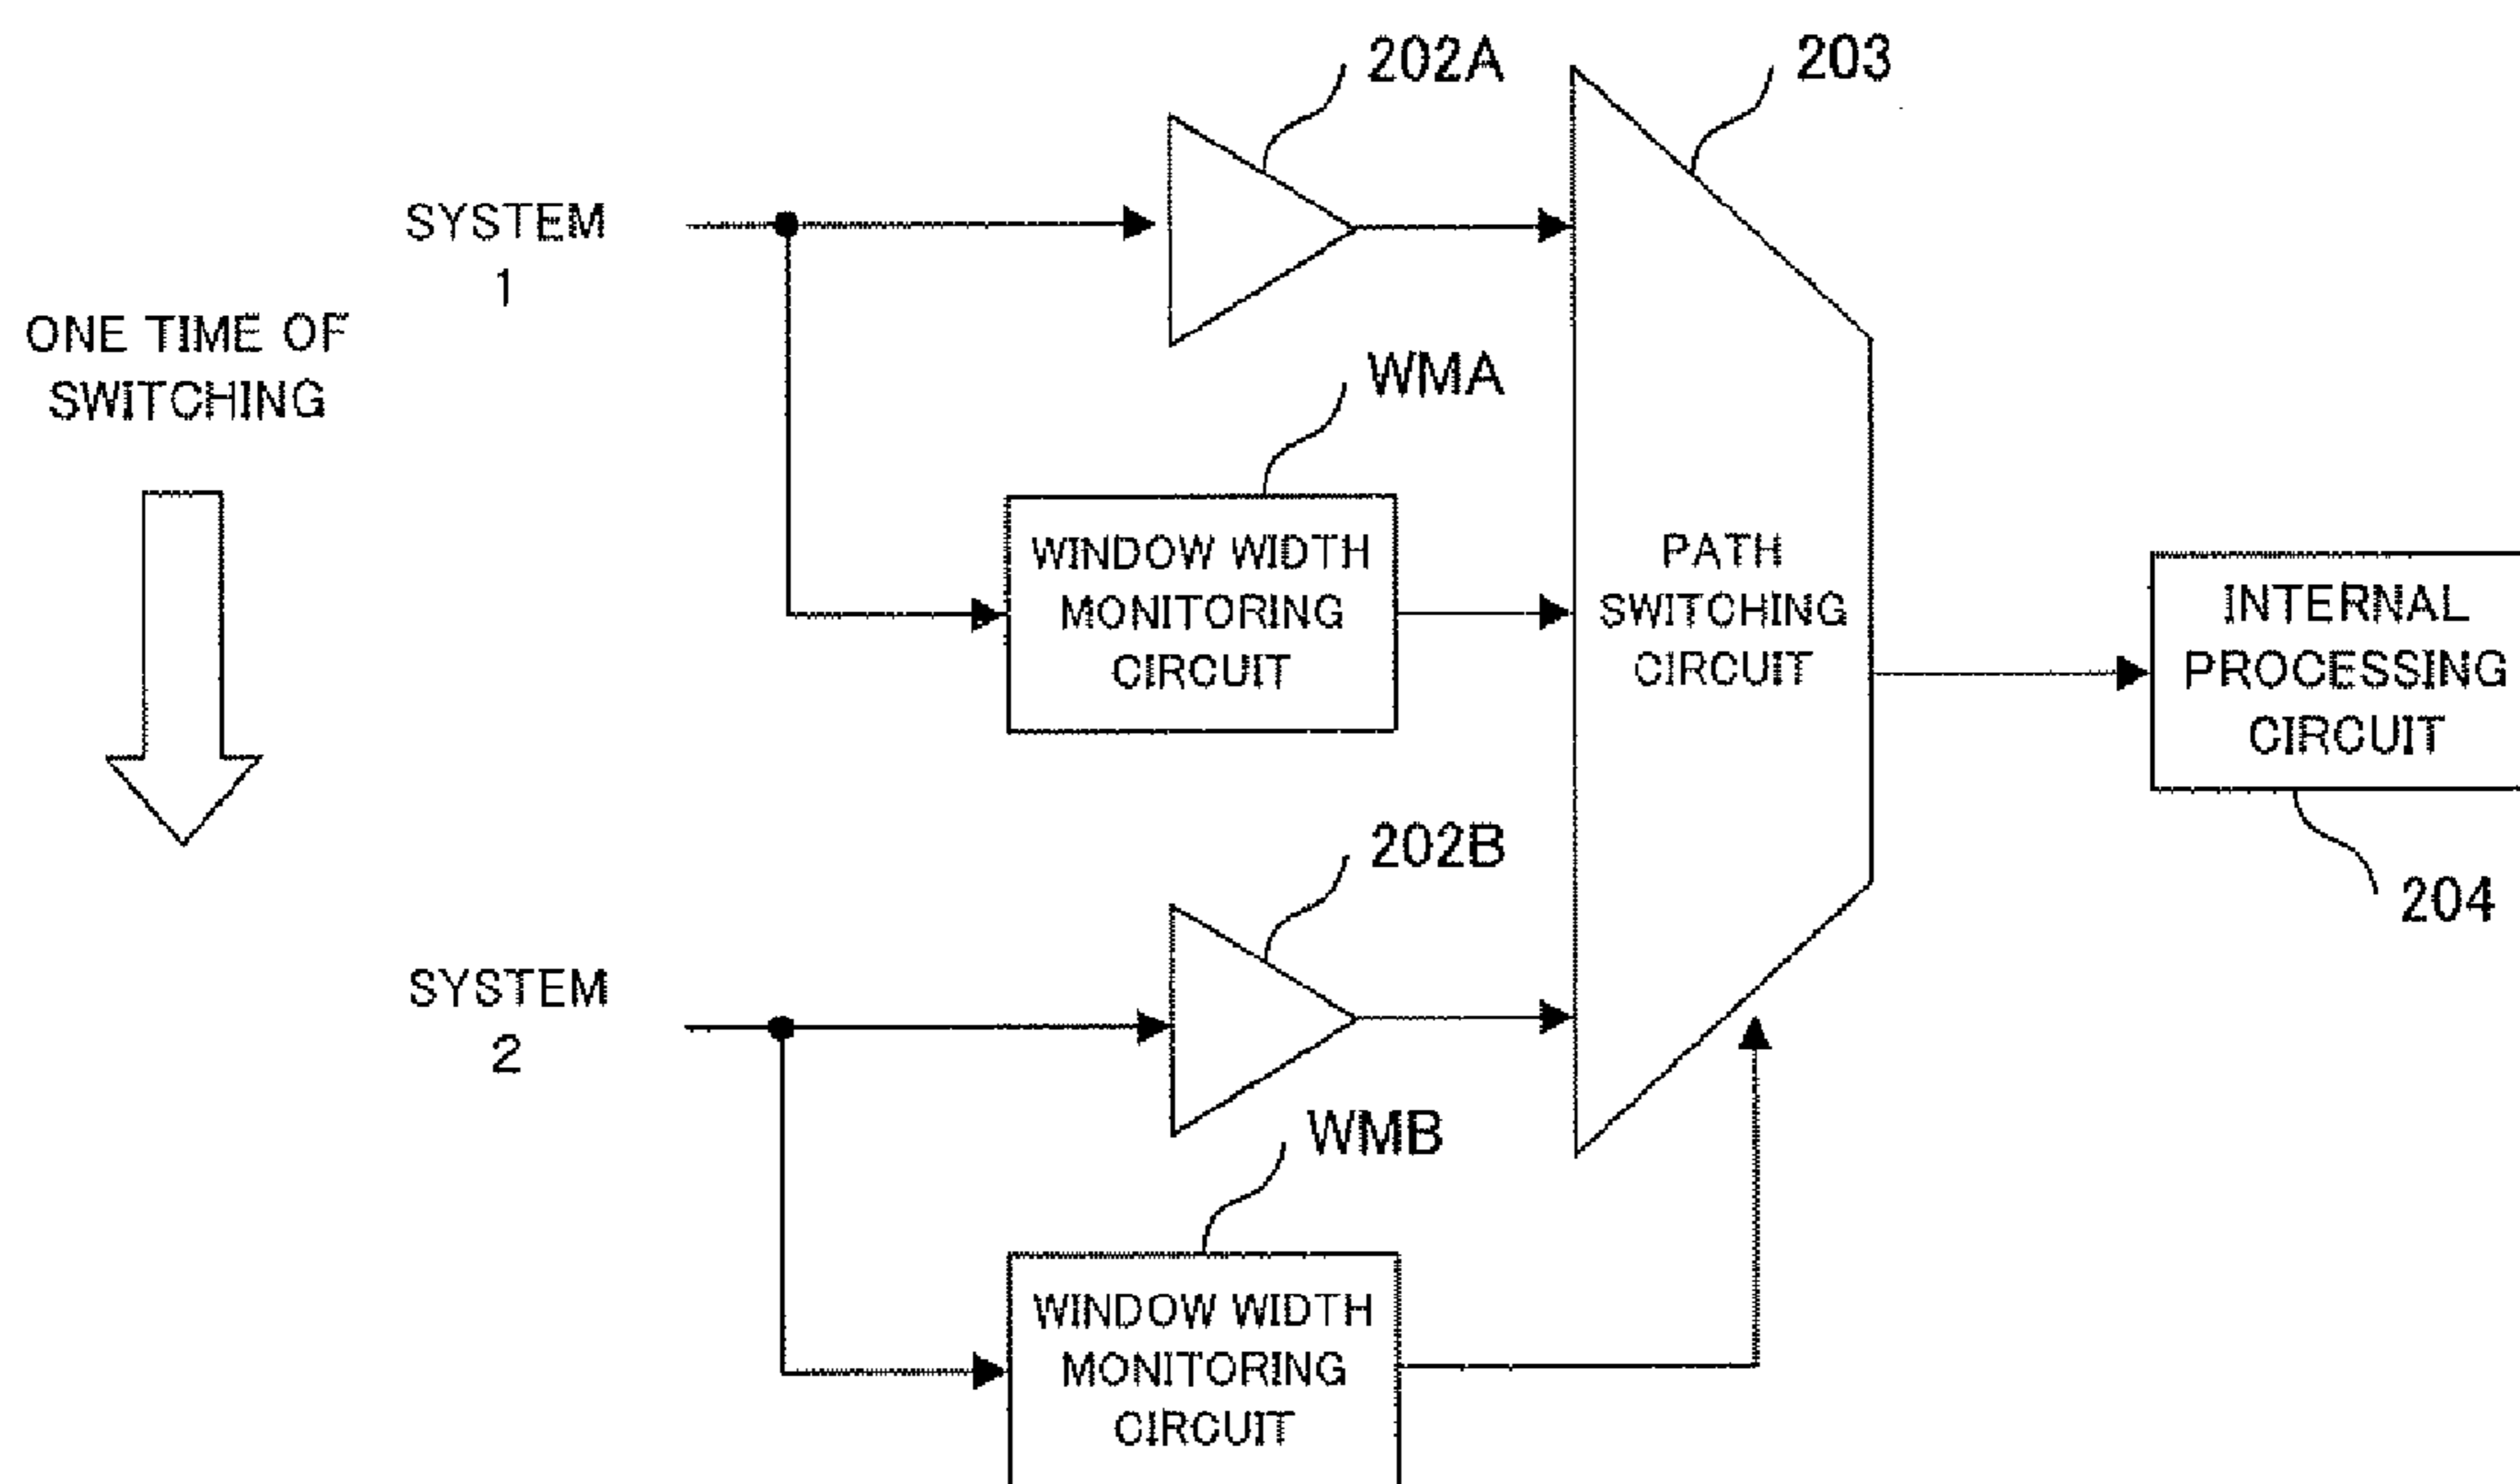 202A
203
SYSTEM
1
ONE TIME OF
SWITCHING
WMA
WINDOW WIDTH
MONITORING
CIRCUIT
PATH
SWITCHING
CIRCUIT
INTERNAL
PROCESSING
CIRCUIT
204
202B
SYSTEM
2
WMB
WINDOW WIDTH
MONITORING
CIRCUIT